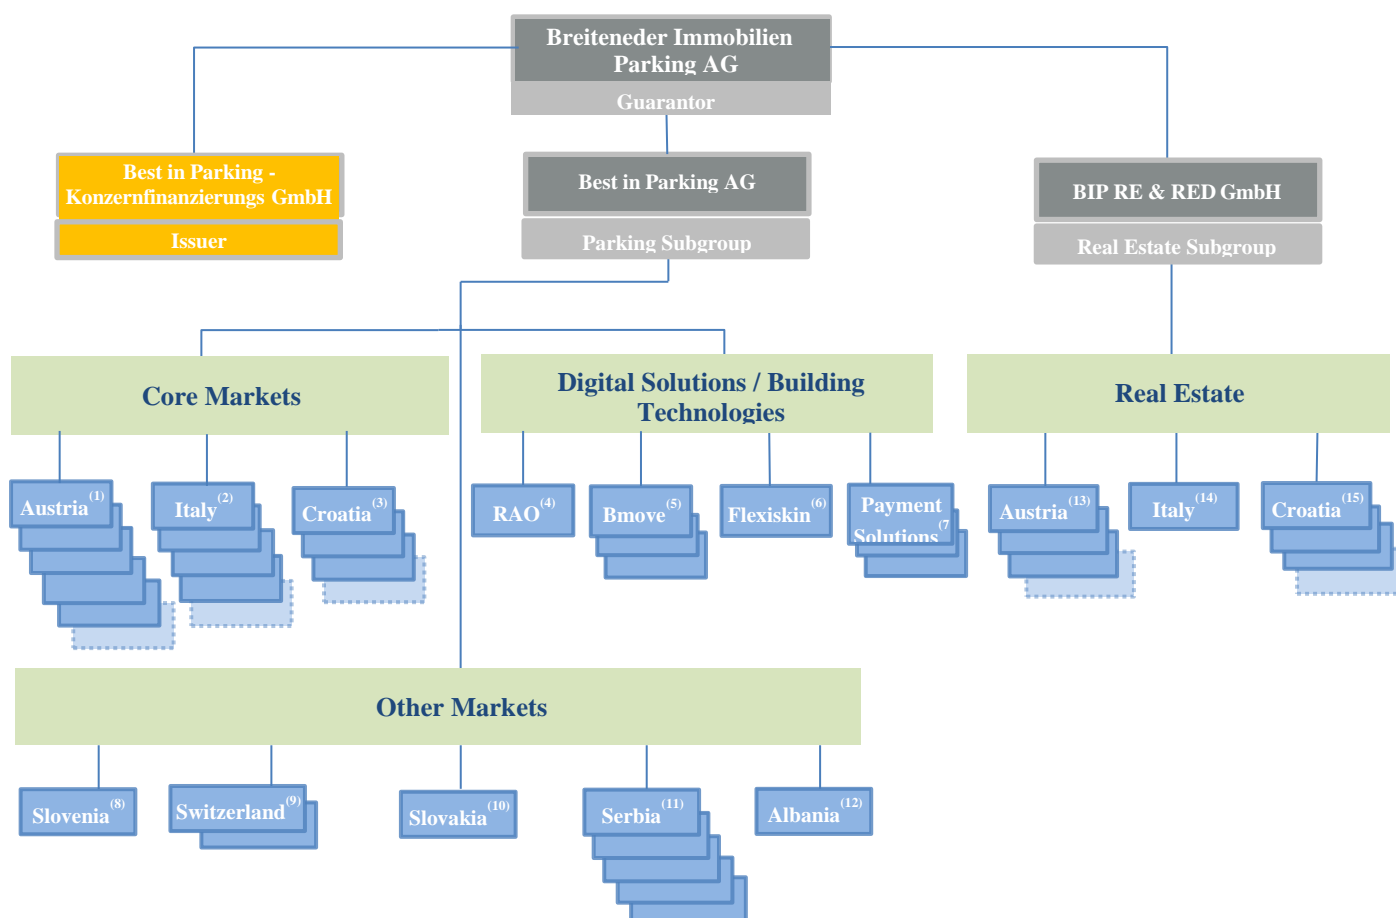 Breiteneder Immobilien
Parking AG
Guarantor
Best in Parking -
Konzernfinanzierungs GmbH
Issuer
Best in Parking AG
Parking Subgroup
BIP RE & RED GmbH
Real Estate Subgroup
Core Markets
Digital Solutions / Building
Technologies
Real Estate
Austria(1)
Italy(2)
Croatia(3)
RAO(4)
Bmove(5)
Flexiskin(6)
Payment
Solutions(7
Austria(13)
Italy(14)
Croatia(15)
Other Markets
Slovenia(8)
Switzerland(9)
Slovakia(10)
Serbia(11)
Albania(12)